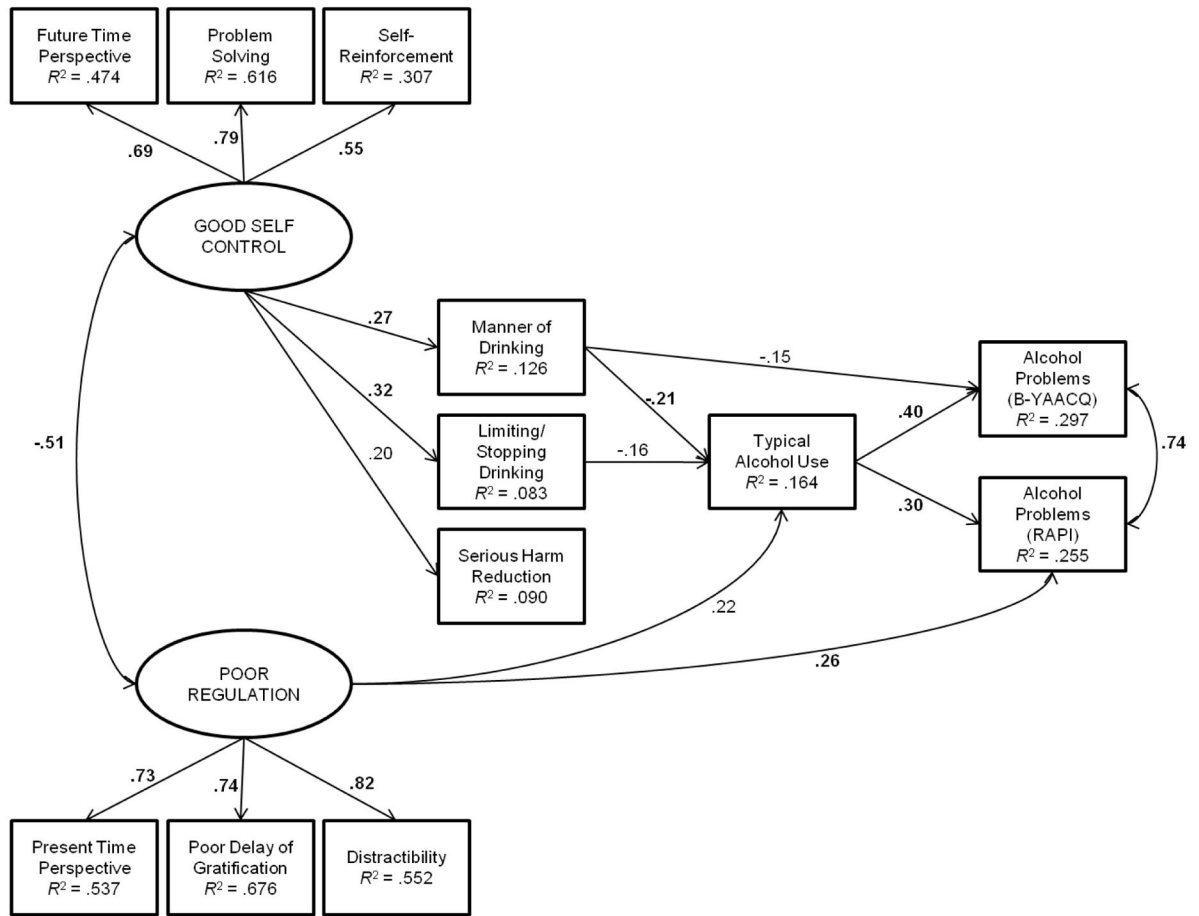 Future Time
Perspective
R² = .474
Problem
Solving
R² = .616
Self-
Reinforcement
R² = .307
.69
.79
.55
GOOD SELF
CONTROL
.27
.32
.20
-.51
Manner of
Drinking
R² = .126
Limiting/
Stopping
Drinking
R² = .083
Serious Harm
Reduction
R² = .090
-.15
-.21
-.16
Typical
Alcohol Use
R² = .164
.40
.30
Alcohol
Problems
(B-YAACQ)
R² = .297
.74
Alcohol
Problems
(RAPI)
R² = .255
.22
.26
POOR
REGULATION
.73
.74
.82
Present Time
Perspective
R² = .537
Poor Delay of
Gratification
R² = .676
Distractibility
R² = .552